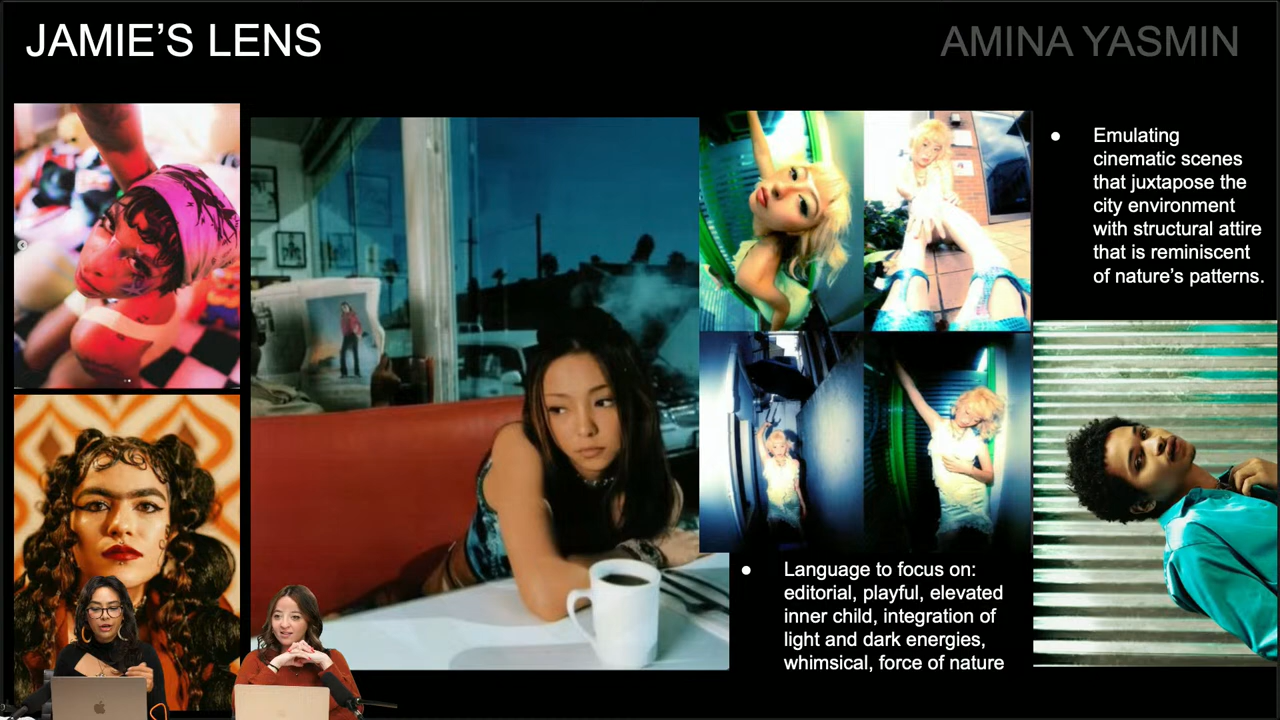 JAMIE’S LENS
AMINA YASMIN
● Emulating
cinematic scenes
that juxtapose the
city environment
with structural attire
that is reminiscent
of nature’s patterns.
● Language to focus on:
editorial, playful, elevated
inner child, integration of
light and dark energies,
whimsical, force of nature